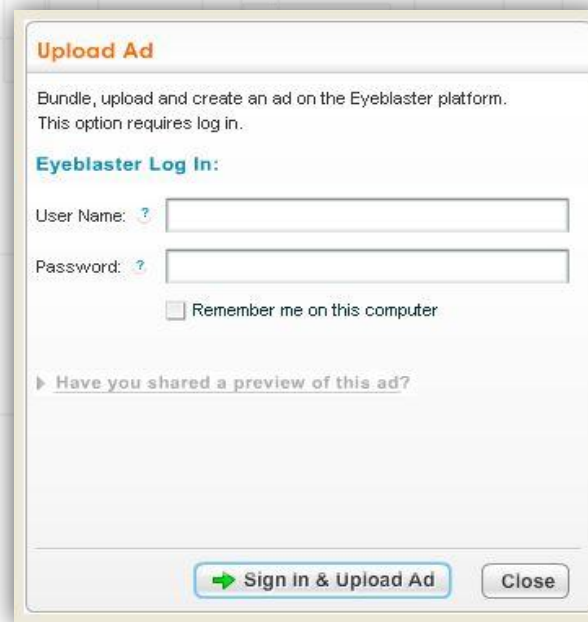 Upload Ad
Bundle, upload and create an ad on the Eyeblaster platform.
This option requires log in.
Eyeblaster Log In:
User Name: ?
Password: ?
Remember me on this computer
Have you shared a preview of this ad?
Sign in & Upload Ad
Close